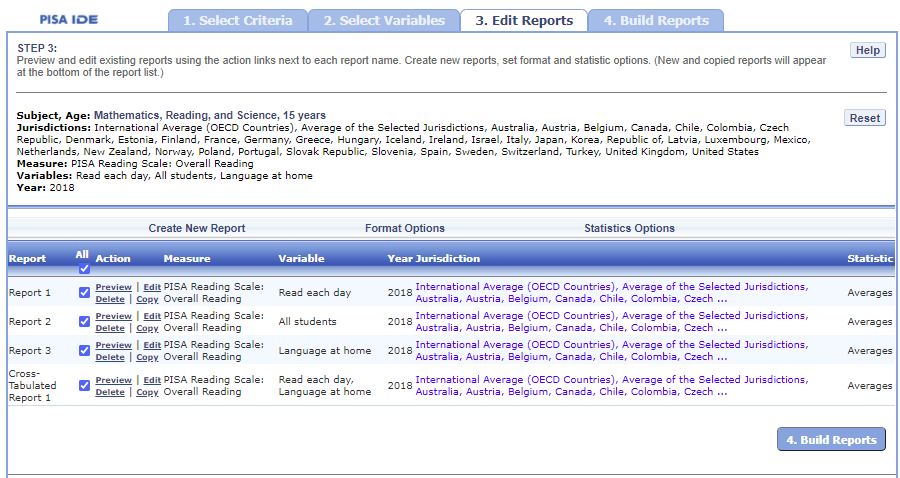 PISA IDE
1. Select Criteria
2. Select Variables
3. Edit Reports
4. Build Reports
STEP 3:
Help
Preview and edit existing reports using the action links next to each report name. Create new reports, set format and statistic options. (New and copied reports will appear
at the bottom of the report list.)
Subject, Age: Mathematics, Reading, and Science, 15 years
Reset
Jurisdictions: International Average (OECD Countries), Average of the Selected Jurisdictions, Australia, Austria, Belgium, Canada, Chile, Colombia, Czech
Republic, Denmark, Estonia, Finland, France, Germany, Greece, Hungary, Iceland, Ireland, Israel, Italy, Japan, Korea, Republic of, Latvia, Luxembourg, Mexico,
Netherlands, New Zealand, Norway, Poland, Portugal, Slovak Republic, Slovenia, Spain, Sweden, Switzerland, Turkey, United Kingdom, United States
Measure: PISA Reading Scale: Overall Reading
Variables: Read each day, All students, Language at home
Year: 2018
Create New Report
Format Options
Statistics Options
Report All Action Measure Variable Year Jurisdiction Statistic
Report 1
Preview | Edit
Delete | Copy
PISA Reading Scale:
Overall Reading
Read each day
2018
International Average (OECD Countries), Average of the Selected Jurisdictions,
Australia, Austria, Belgium, Canada, Chile, Colombia, Czech ...
Averages
Report 2
Preview | Edit
Delete | Copy
PISA Reading Scale:
Overall Reading
All students
2018
International Average (OECD Countries), Average of the Selected Jurisdictions,
Australia, Austria, Belgium, Canada, Chile, Colombia, Czech ...
Averages
Report 3
Preview | Edit
Delete | Copy
PISA Reading Scale:
Overall Reading
Language at home
2018
International Average (OECD Countries), Average of the Selected Jurisdictions,
Australia, Austria, Belgium, Canada, Chile, Colombia, Czech ...
Averages
Cross-
Tabulated
Report 1
Preview | Edit
Delete | Copy
PISA Reading Scale:
Overall Reading
Read each day,
Language at home
2018
International Average (OECD Countries), Average of the Selected Jurisdictions,
Australia, Austria, Belgium, Canada, Chile, Colombia, Czech ...
Averages
4. Build Reports